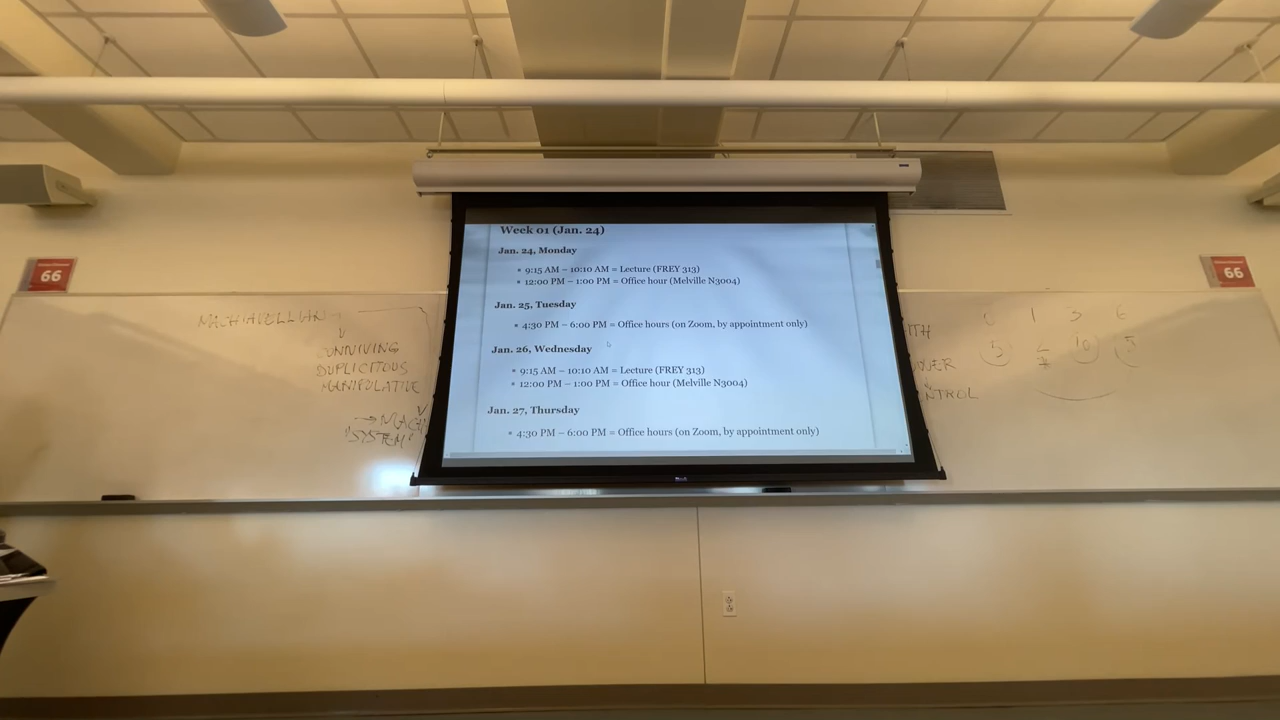 Week 01 (Jan. 24)
Jan. 24, Monday
9:15 AM – 10:10 AM = Lecture (FREY 313)
12:00 PM – 1:00 PM = Office hour (Melville N3004)
Jan. 25, Tuesday
4:30 PM – 6:00 PM = Office hours (on Zoom, by appointment only)
Jan. 26, Wednesday
9:15 AM – 10:10 AM = Lecture (FREY 313)
12:00 PM – 1:00 PM = Office hour (Melville N3004)
Jan. 27, Thursday
4:30 PM – 6:00 PM = Office hours (on Zoom, by appointment only)
66
66
MACHIAVELLIAN
CUNNIVING
DUPLICITOUS
MANIPULATIVE
→ MACH
"SYSTEM"
ITH
OWER
NTROL
1 3 6
5 10 5